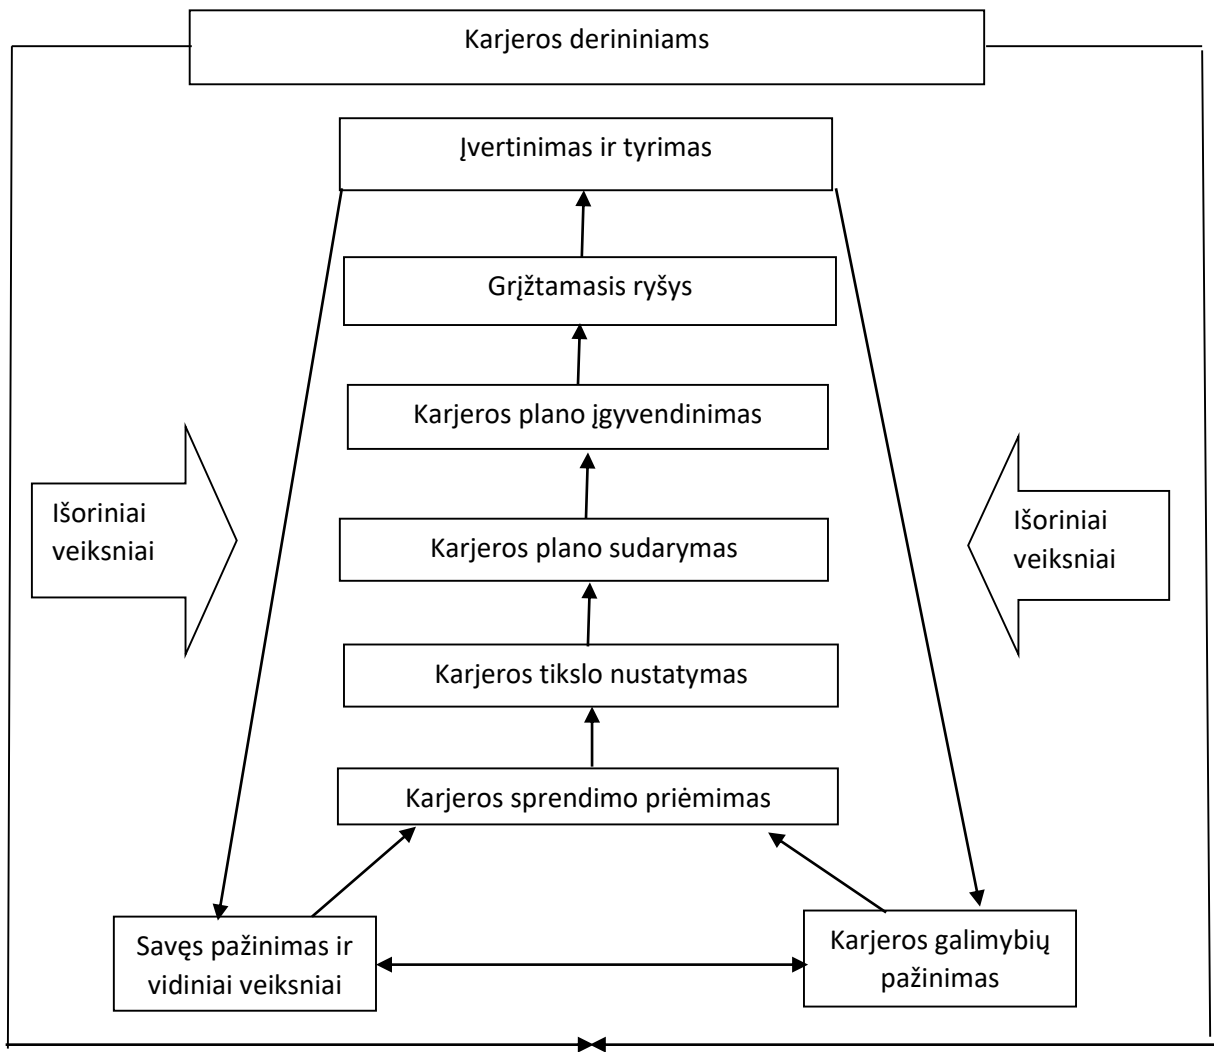 Karjeros derininiams
Įvertinimas ir tyrimas
Grįžtamasis ryšys
Karjeros plano įgyvendinimas
Išoriniai
veiksniai
Karjeros plano sudarymas
Išoriniai
veiksniai
Karjeros tikslo nustatymas
Karjeros sprendimo priėmimas
Savęs pažinimas ir
vidiniai veiksniai
Karjeros galimybių
pažinimas